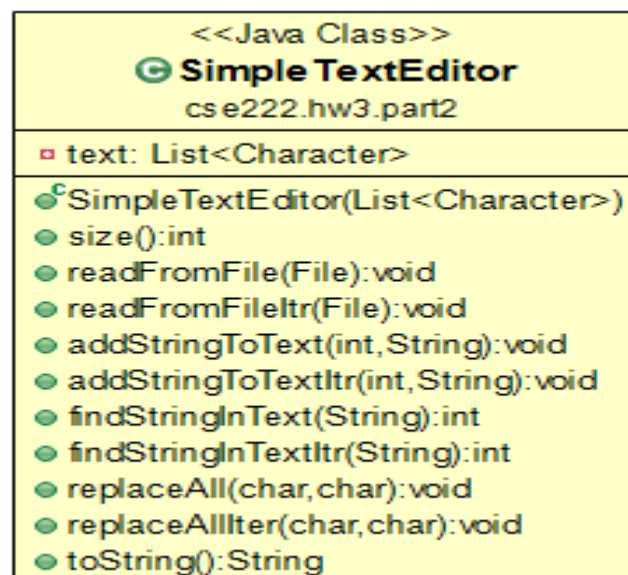 <<Java Class>>
C Simple TextEditor
cse222.hw3.part2
text: List<Character>
C SimpleTextEditor(List<Character>)
size():int
readFromFile(File):void
readFromFileItr(File):void
addStringToText(int,String):void
addStringToTextItr(int,String):void
findStringInText(String):int
findStringInTextItr(String):int
replaceAll(char,char):void
replaceAllIter(char,char):void
toString():String